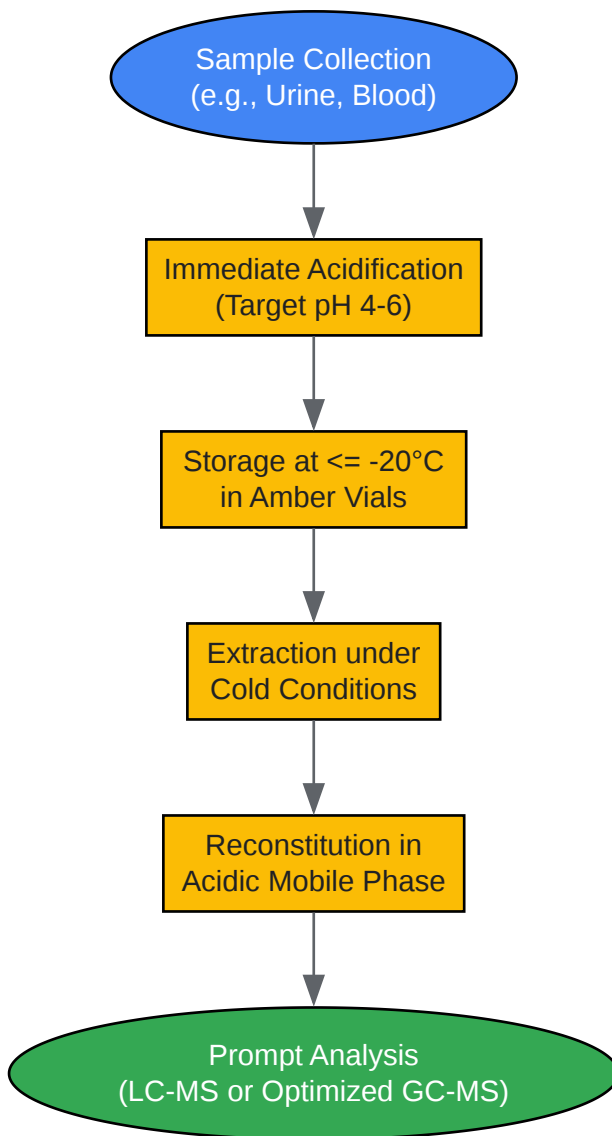 Sample Collection
(e.g., Urine, Blood)
Immediate Acidification
(Target pH 4-6)
Storage at <= -20°C
in Amber Vials
Extraction under
Cold Conditions
Reconstitution in
Acidic Mobile Phase
Prompt Analysis
(LC-MS or Optimized GC-MS)